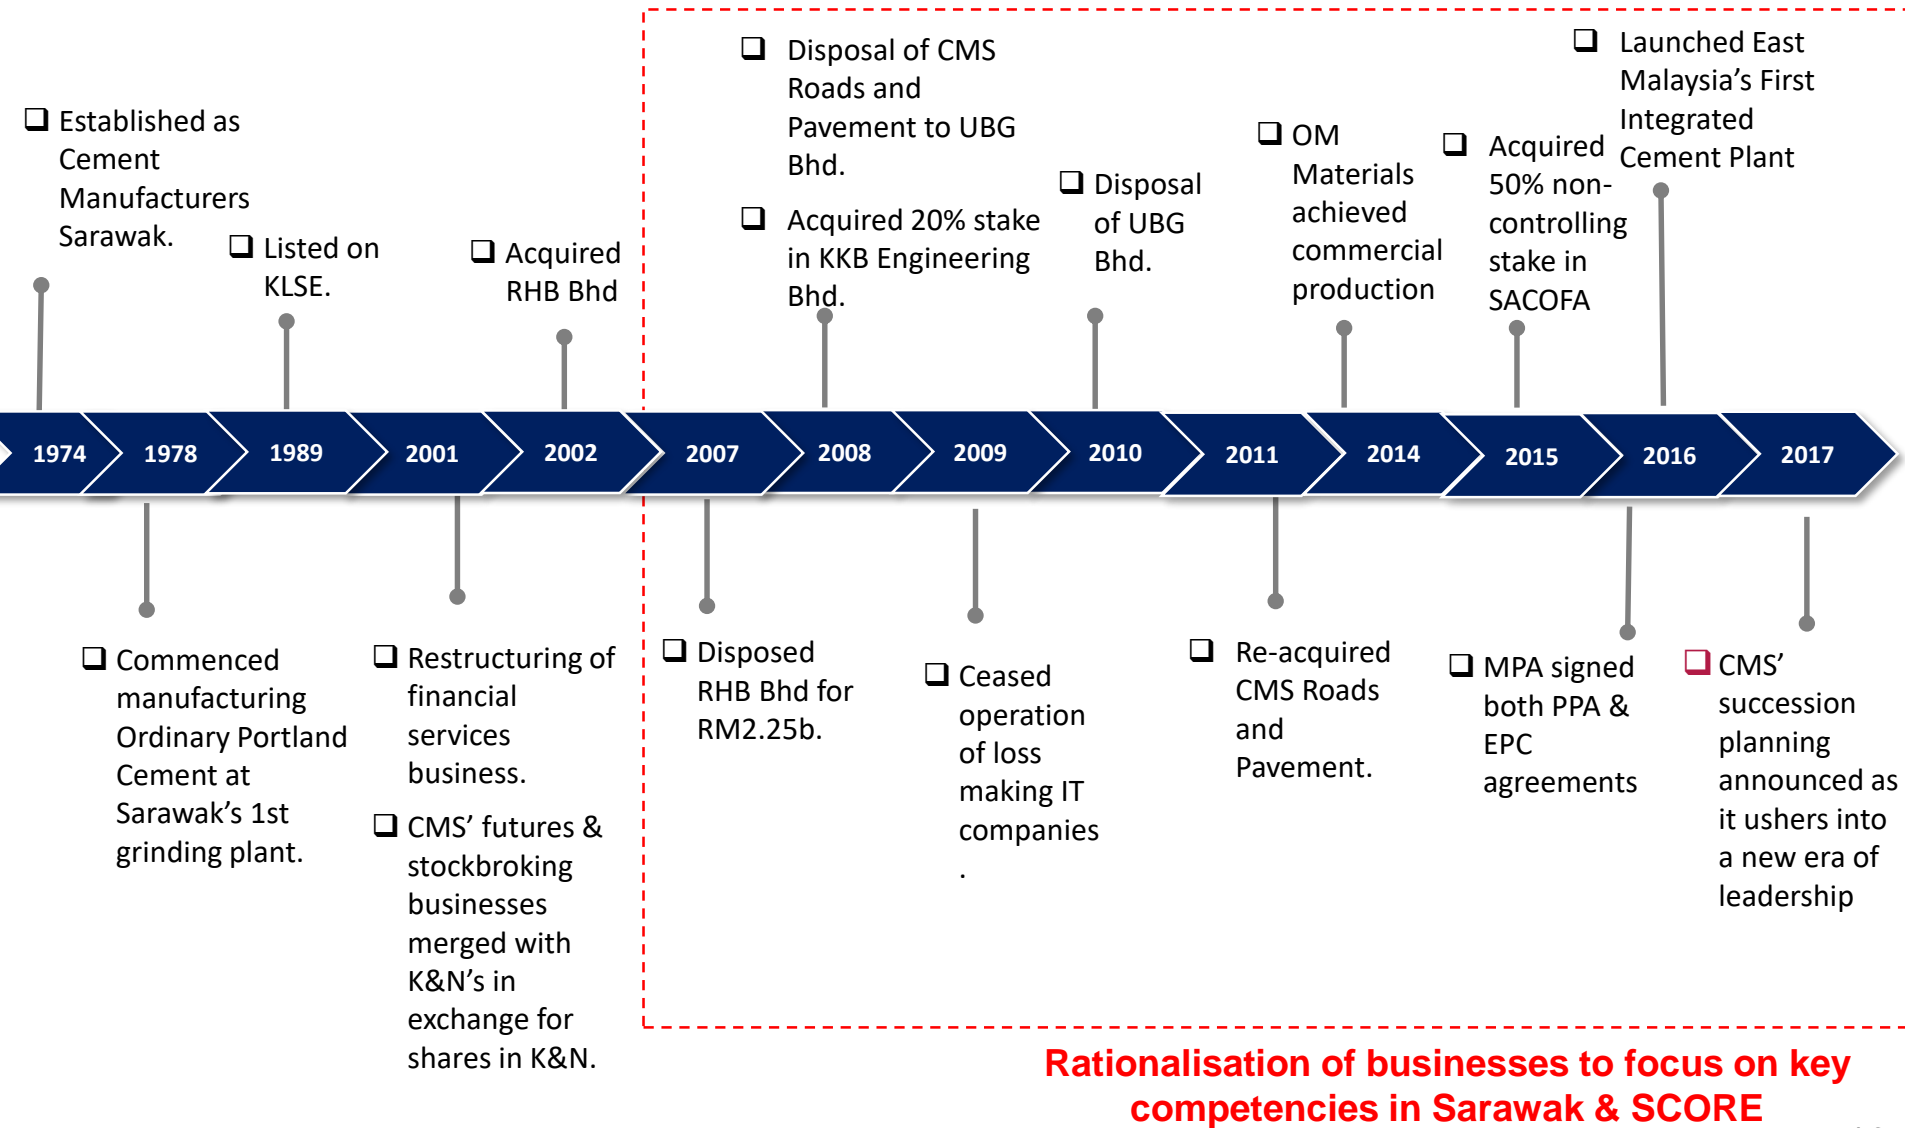 ❑ Established as
Cement
Manufacturers
Sarawak.
❑ Listed on
KLSE.
❑ Acquired
RHB Bhd
❑ Disposal of CMS
Roads and
Pavement to UBG
Bhd.
❑ Acquired 20% stake
in KKB Engineering
Bhd.
❑ Disposal
of UBG
Bhd.
❑ OM
Materials
achieved
commercial
production
❑ Acquired
50% non-
controlling
stake in
SACOFA
❑ Launched East
Malaysia’s First
Integrated
Cement Plant
1974
1978
1989
2001
2002
2007
2008
2009
2010
2011
2014
2015
2016
2017
❑ Commenced
manufacturing
Ordinary Portland
Cement at
Sarawak’s 1st
grinding plant.
❑ Restructuring of
financial
services
business.
❑ CMS’ futures &
stockbroking
businesses
merged with
K&N’s in
exchange for
shares in K&N.
❑ Disposed
RHB Bhd for
RM2.25b.
❑ Ceased
operation
of loss
making IT
companies
.
❑ Re-acquired
CMS Roads
and
Pavement.
❑ MPA signed
both PPA &
EPC
agreements
❑ CMS’
succession
planning
announced as
it ushers into
a new era of
leadership
Rationalisation of businesses to focus on key
competencies in Sarawak & SCORE